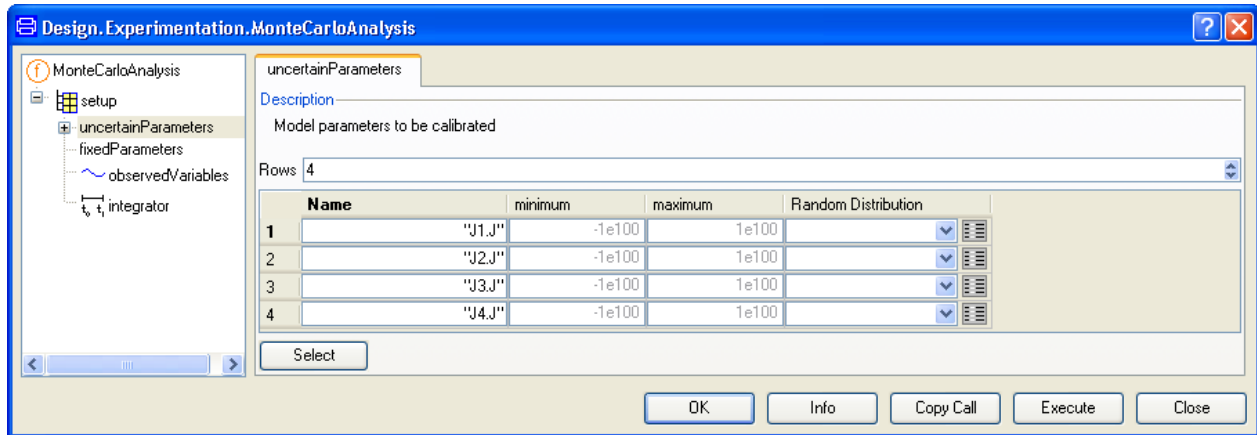 Design.Experimentation.MonteCarloAnalysis
MonteCarloAnalysis
setup
uncertainParameters
fixedParameters
observedVariables
t₀ t₁ integrator
uncertainParameters
Description
Model parameters to be calibrated
Rows 4
Name minimum maximum Random Distribution
1 "J1.J" -1e100 1e100
2 "J2.J" -1e100 1e100
3 "J3.J" -1e100 1e100
4 "J4.J" -1e100 1e100
Select
OK Info Copy Call Execute Close